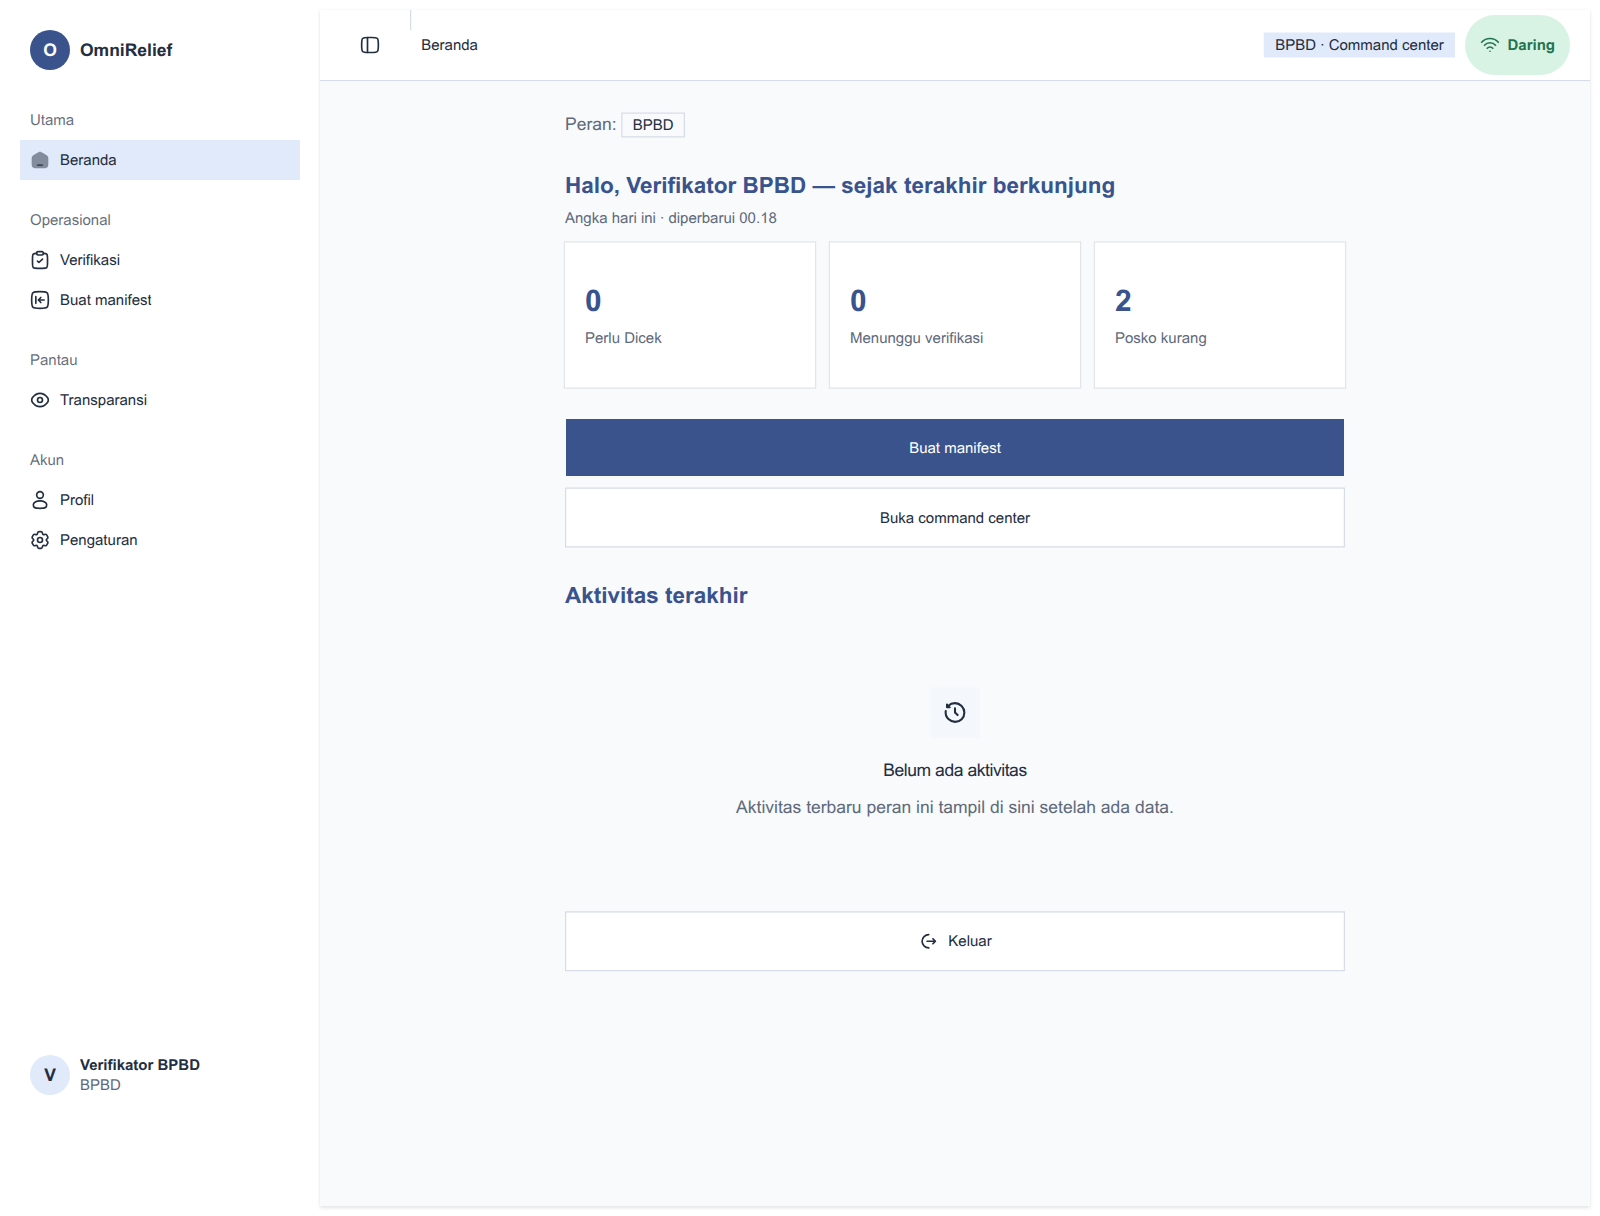 O OmniRelief
Utama
Beranda
Operasional
Verifikasi
Buat manifest
Pantau
Transparansi
Akun
Profil
Pengaturan
V
Verifikator BPBD
BPBD
Beranda
BPBD · Command center
Daring
Peran: BPBD
Halo, Verifikator BPBD — sejak terakhir berkunjung
Angka hari ini · diperbarui 00.18
0
Perlu Dicek
0
Menunggu verifikasi
2
Posko kurang
Buat manifest
Buka command center
Aktivitas terakhir
Belum ada aktivitas
Aktivitas terbaru peran ini tampil di sini setelah ada data.
Keluar